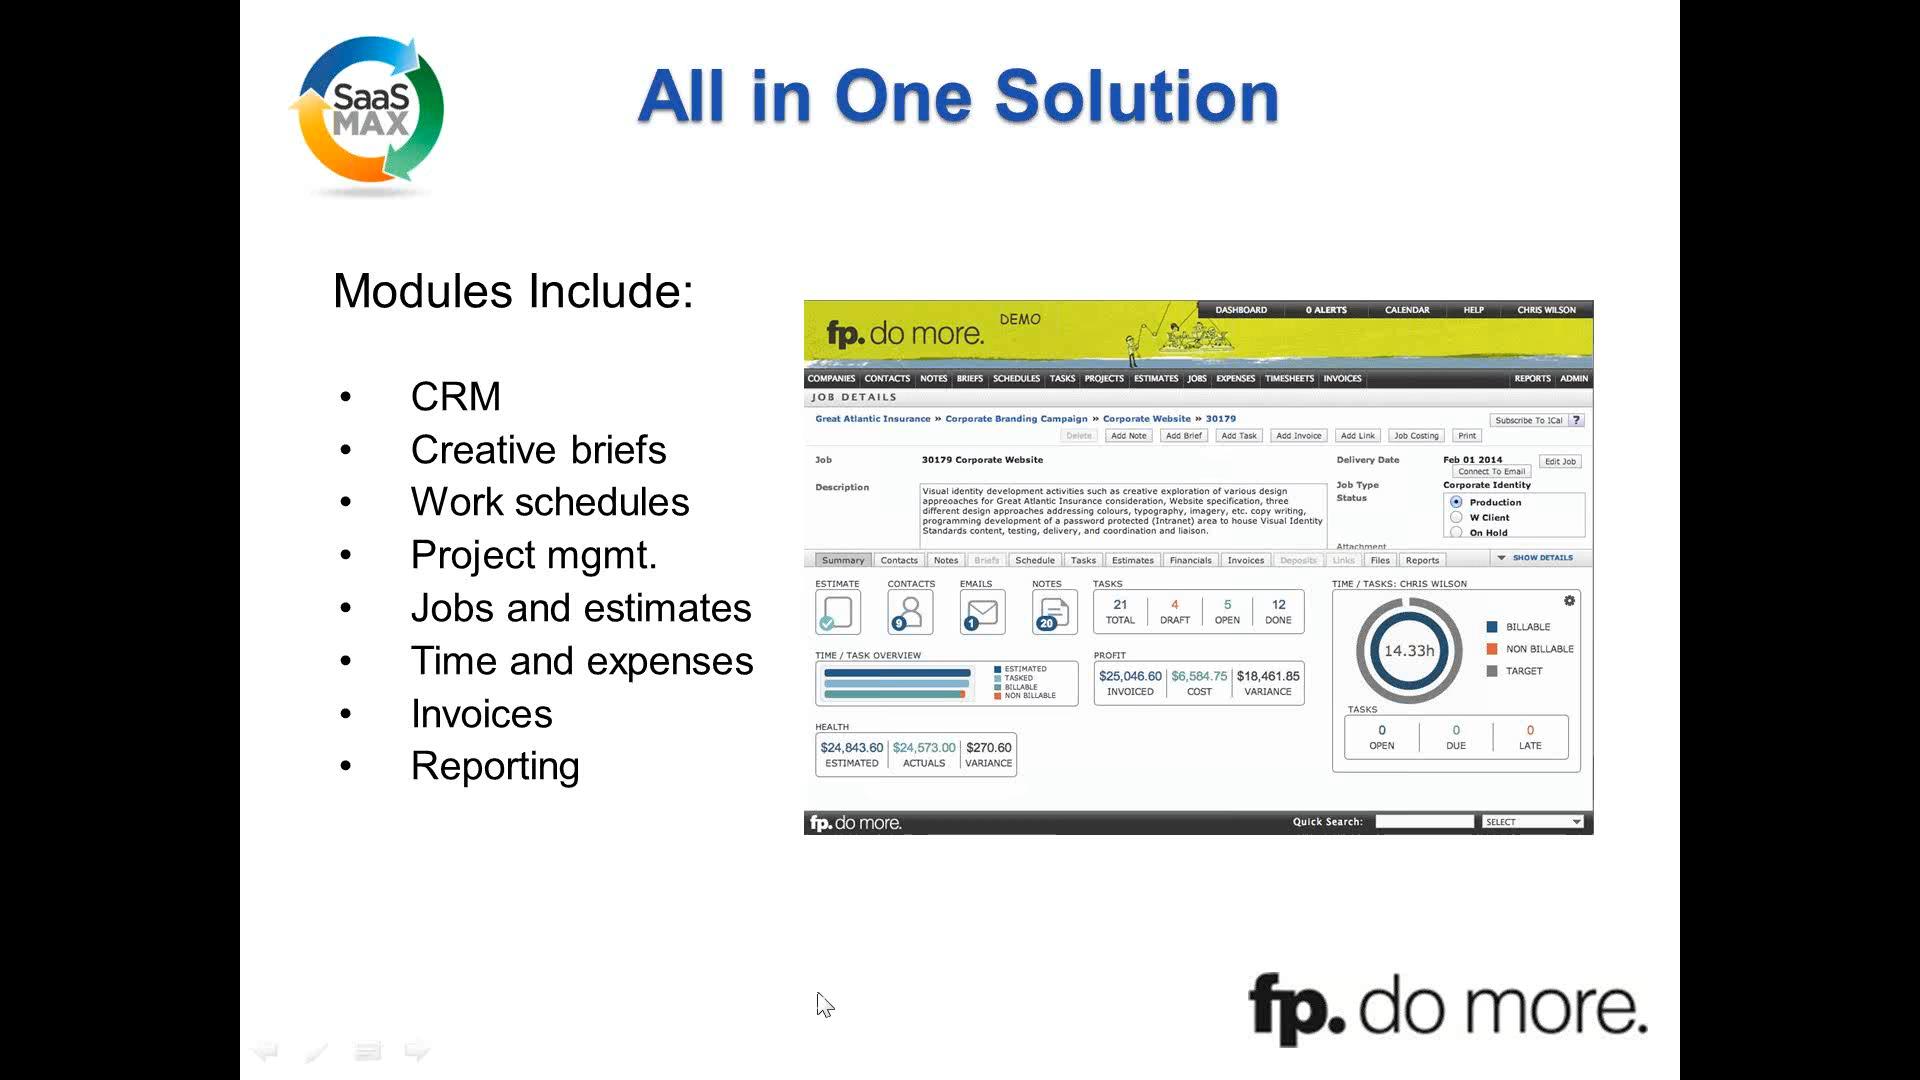 SaaS
MAX
All in One Solution
Modules Include:
• CRM
• Creative briefs
• Work schedules
• Project mgmt.
• Jobs and estimates
• Time and expenses
• Invoices
• Reporting
DASHBOARD 0 ALERTS CALENDAR HELP CHRIS WILSON
fp. do more. DEMO
COMPANIES CONTACTS NOTES BRIEFS SCHEDULES TASKS PROJECTS ESTIMATES JOBS EXPENSES TIMESHEETS INVOICES REPORTS ADMIN
JOB DETAILS
Great Atlantic Insurance » Corporate Branding Campaign » Corporate Website » 30179
Subscribe To iCal ?
Delete Add Note Add Brief Add Task Add Invoice Add Link Job Costing Print
Job 30179 Corporate Website
Delivery Date Feb 01 2014 Edit Job
Connect To Email
Description
Visual identity development activities such as creative exploration of various design
appreoaches for Great Atlantic Insurance consideration, Website specification, three
different design approaches addressing colours, typography, imagery, etc. copy writing,
programming development of a password protected (Intranet) area to house Visual Identity
Standards content, testing, delivery, and coordination and liaison.
Job Type Corporate Identity
Status
Production
W Client
On Hold
Attachment
Summary Contacts Notes Briefs Schedule Tasks Estimates Financials Invoices Deposits Links Files Reports
SHOW DETAILS
ESTIMATE CONTACTS EMAILS NOTES TASKS
9 1 20
21 4 5 12
TOTAL DRAFT OPEN DONE
TIME / TASK OVERVIEW
ESTIMATED
TASKED
BILLABLE
NON BILLABLE
PROFIT
$25,046.60 $6,584.75 $18,461.85
INVOICED COST VARIANCE
HEALTH
$24,843.60 $24,573.00 $270.60
ESTIMATED ACTUALS VARIANCE
TIME / TASKS: CHRIS WILSON
14.33h
BILLABLE
NON BILLABLE
TARGET
TASKS
0 0 0
OPEN DUE LATE
fp. do more. Quick Search: SELECT
fp. do more.